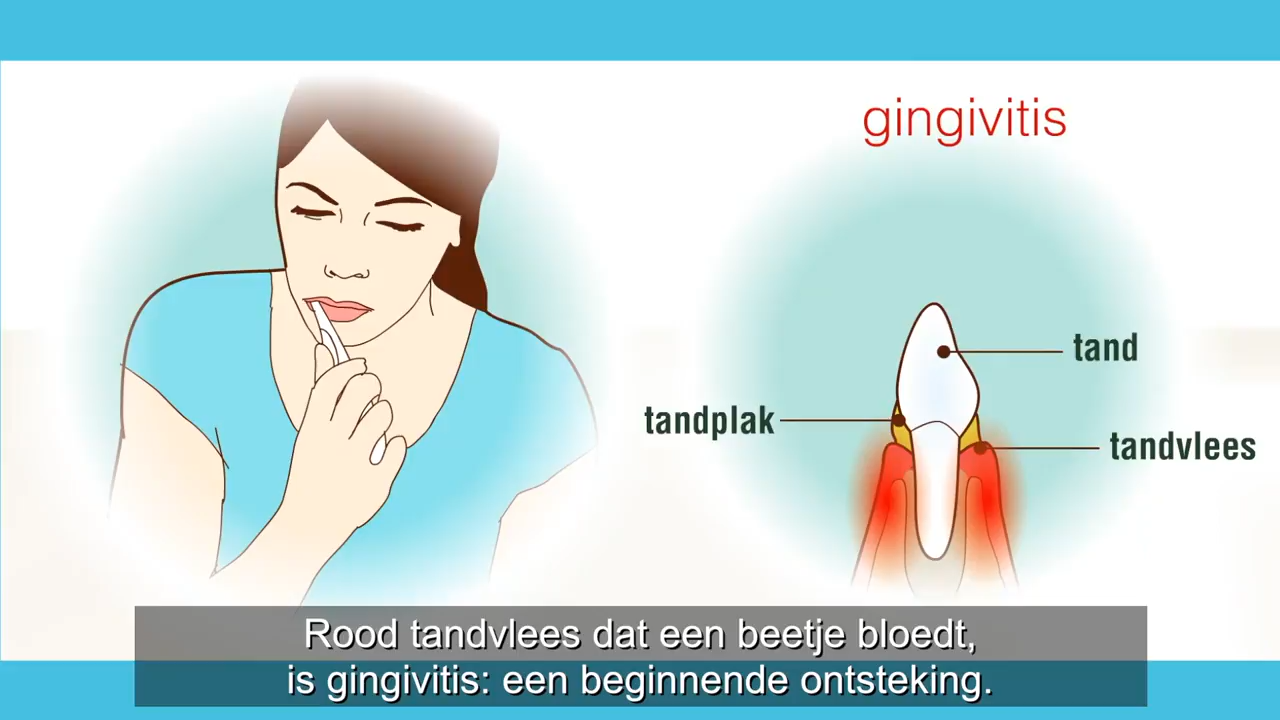 gingivitis
tand
tandplak
tandvlees
Rood tandvlees dat een beetje bloedt,
is gingivitis: een beginnende ontsteking.